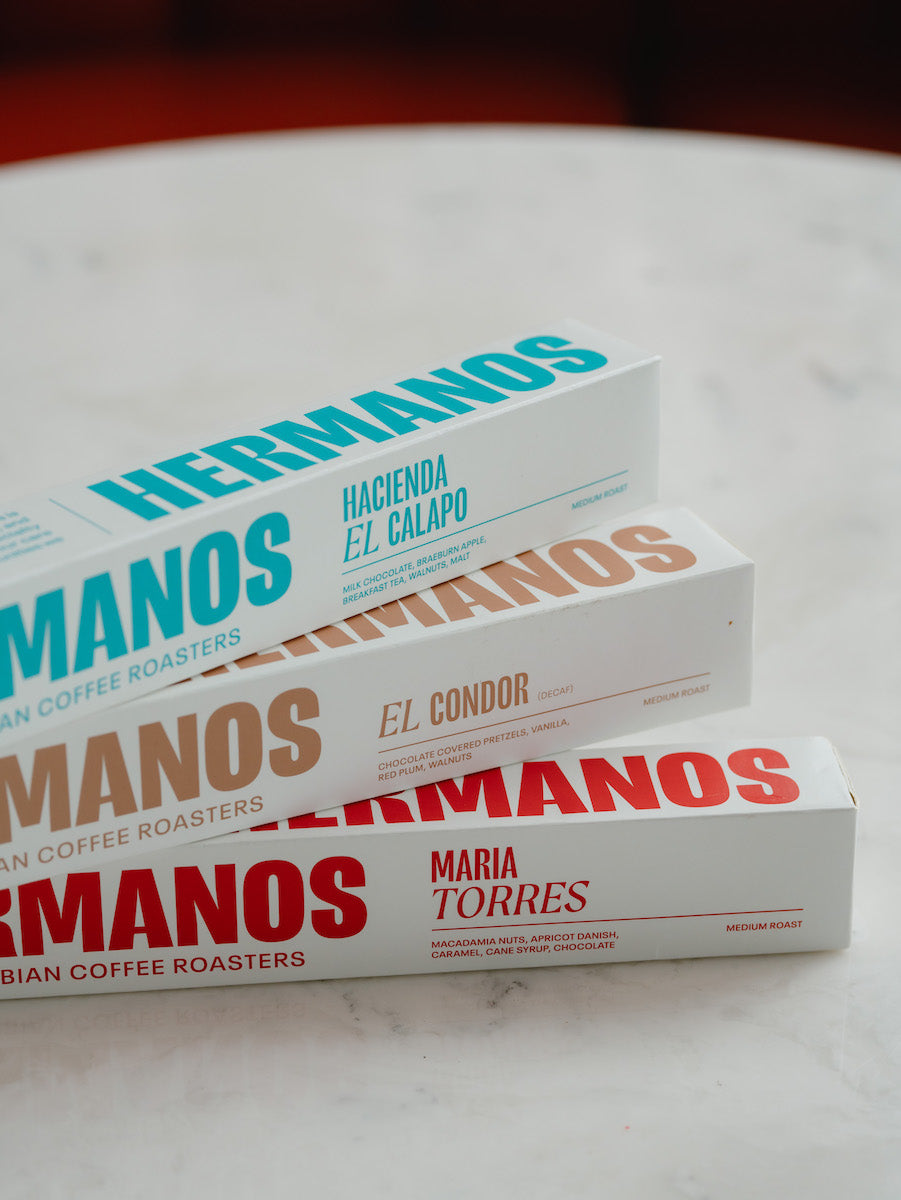 HERMANOS
HACIENDA
EL CALAPO
MEDIUM ROAST
MILK CHOCOLATE, BRAEBURN APPLE,
BREAKFAST TEA, WALNUTS, MALT
MANOS
COFFEE ROASTERS
ERMANOS
EL CONDOR (DECAF)
MEDIUM ROAST
CHOCOLATE COVERED PRETZELS, VANILLA,
RED PLUM, WALNUTS
MANOS
AN COFFEE ROASTERS
HERMANOS
MARIA
TORRES
MEDIUM ROAST
MACADAMIA NUTS, APRICOT DANISH,
CARAMEL, CANE SYRUP, CHOCOLATE
RMANOS
BIAN COFFEE ROASTERS